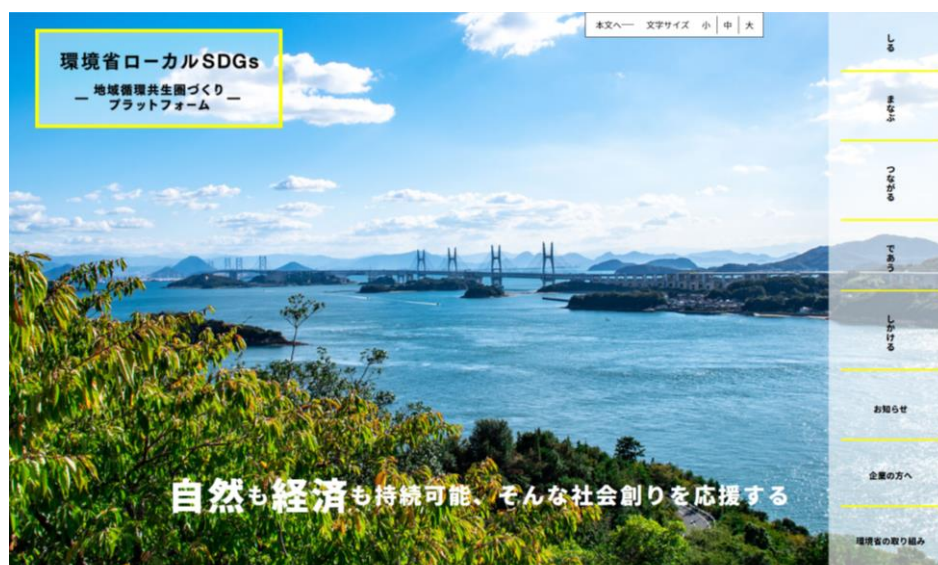 本文へ
文字サイズ 小 中 大
環境省ローカルSDGs
地域循環共生圏づくり
プラットフォーム
しる
まなぶ
つながる
であう
しかける
お知らせ
企業の方へ
環境省の取り組み
自然も経済も持続可能、そんな社会創りを応援する